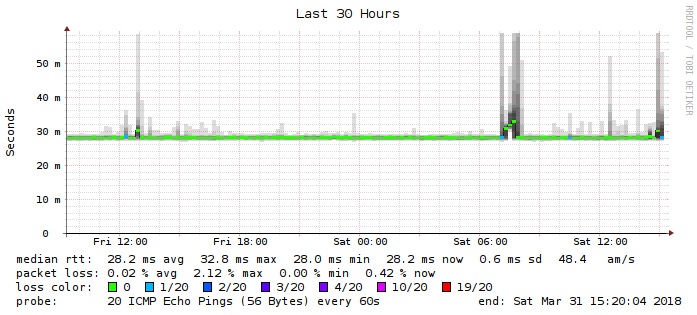 Last 30 Hours
RRDTOOL / TOBI OETIKER
Seconds
50 m
40 m
30 m
20 m
10 m
0
Fri 12:00 Fri 18:00 Sat 00:00 Sat 06:00 Sat 12:00
median rtt: 28.2 ms avg 32.8 ms max 28.0 ms min 28.2 ms now 0.6 ms sd 48.4 am/s
packet loss: 0.02 % avg 2.12 % max 0.00 % min 0.42 % now
loss color: 0 1/20 2/20 3/20 4/20 10/20 19/20
probe: 20 ICMP Echo Pings (56 Bytes) every 60s end: Sat Mar 31 15:20:04 2018